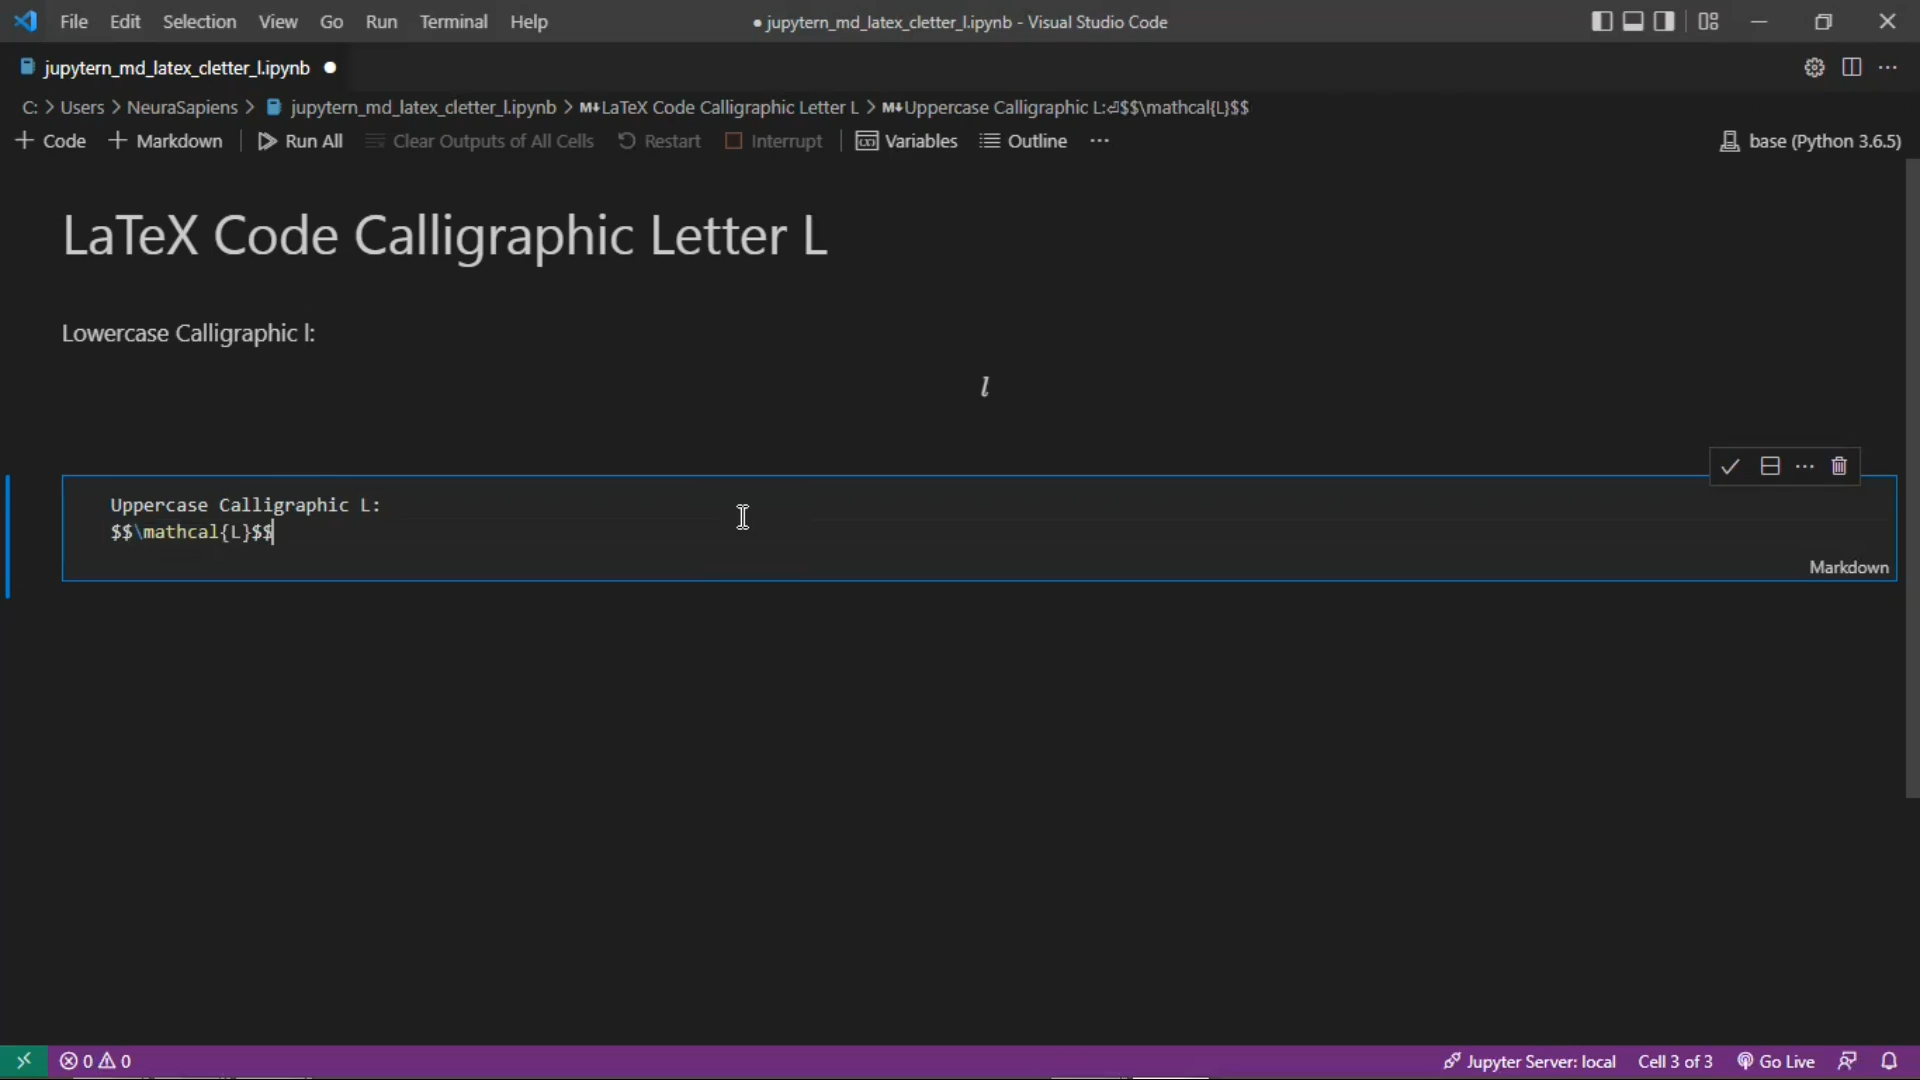 File Edit Selection View Go Run Terminal Help ● jupytern_md_latex_cletter_l.ipynb - Visual Studio Code
jupytern_md_latex_cletter_l.ipynb ●
C: > Users > NeuraSapiens > jupytern_md_latex_cletter_l.ipynb > M↓LaTeX Code Calligraphic Letter L > M↓Uppercase Calligraphic L:⏎$$\mathcal{L}$$
+ Code + Markdown Run All Clear Outputs of All Cells Restart Interrupt Variables Outline ··· base (Python 3.6.5)
LaTeX Code Calligraphic Letter L
Lowercase Calligraphic l:
l
Uppercase Calligraphic L:
$$\mathcal{L}$$
Markdown
0 0 Jupyter Server: local Cell 3 of 3 Go Live